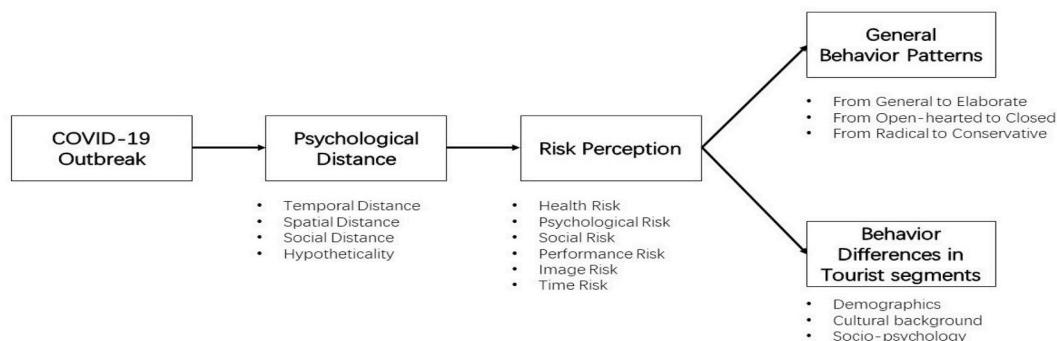 COVID-19
Outbreak
Psychological
Distance
• Temporal Distance
• Spatial Distance
• Social Distance
• Hypotheticality
Risk Perception
• Health Risk
• Psychological Risk
• Social Risk
• Performance Risk
• Image Risk
• Time Risk
General
Behavior Patterns
• From General to Elaborate
• From Open-hearted to Closed
• From Radical to Conservative
Behavior
Differences in
Tourist segments
• Demographics
• Cultural background
• Socio-psychology